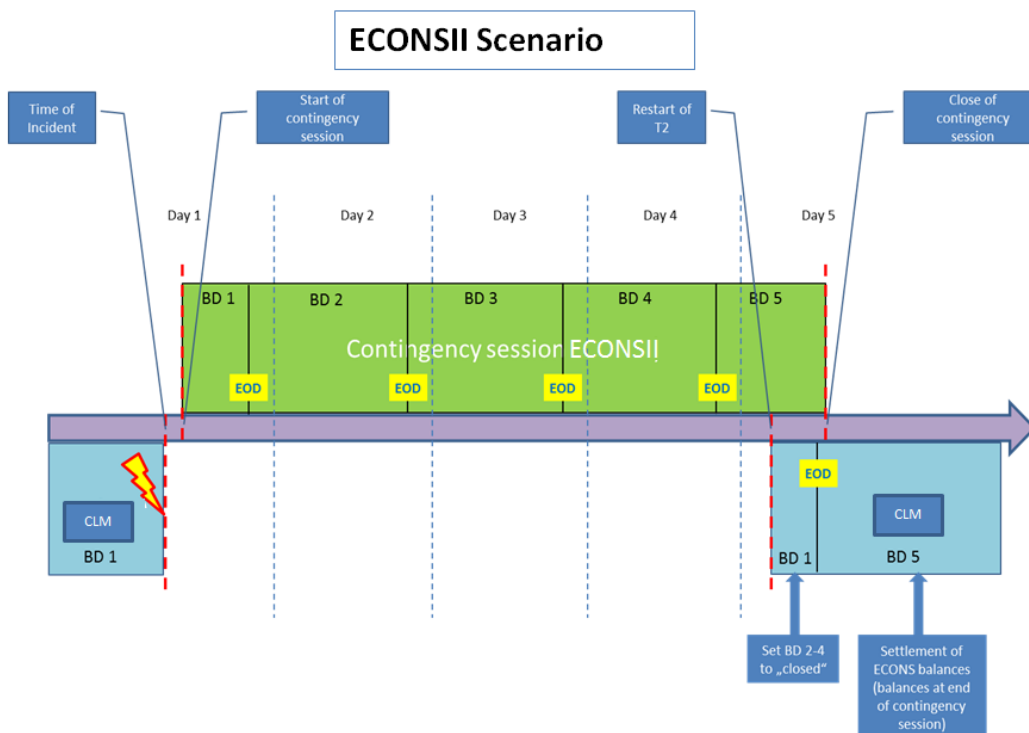 ECONSII Scenario
Time of
Incident
Start of
contingency
session
Restart of
T2
Close of
contingency
session
Day 1
Day 2
Day 3
Day 4
Day 5
BD 1
BD 2
BD 3
BD 4
BD 5
Contingency session ECONSII
EOD
EOD
EOD
EOD
CLM
BD 1
EOD
CLM
BD 1
BD 5
Set BD 2-4
to „closed“
Settlement of
ECONS balances
(balances at end
of contingency
session)